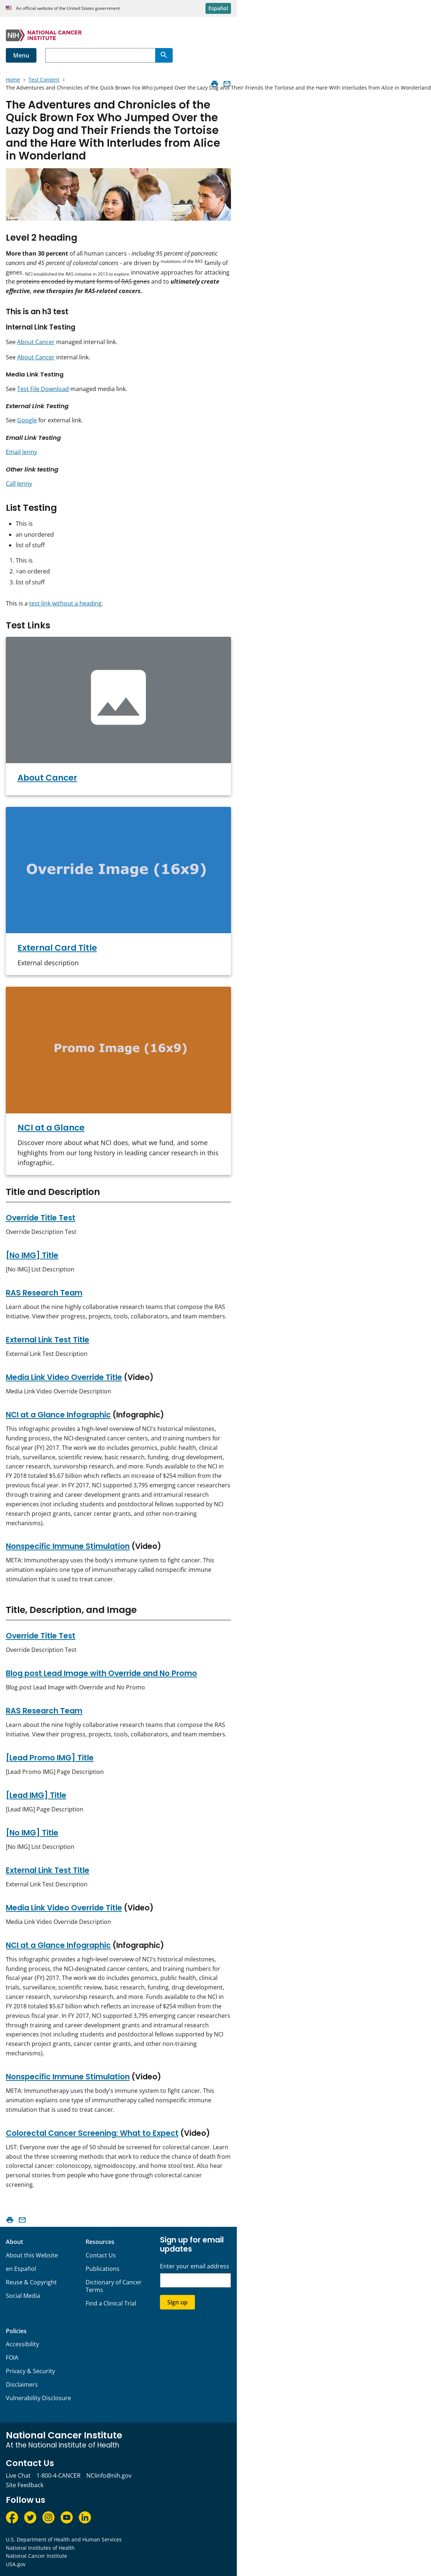 An official website of the United States government
Español
NIH NATIONAL CANCER
INSTITUTE
Menu
Home › Test Content ›
The Adventures and Chronicles of the Quick Brown Fox Who Jumped Over the Lazy Dog and Their Friends the Tortoise and the Hare With Interludes from Alice in Wonderland
The Adventures and Chronicles of the
Quick Brown Fox Who Jumped Over the
Lazy Dog and Their Friends the Tortoise
and the Hare With Interludes from Alice
in Wonderland
Level 2 heading
More than 30 percent of all human cancers - including 95 percent of pancreatic
cancers and 45 percent of colorectal cancers - are driven by mutations of the RAS family of
genes. NCI established the RAS initiative in 2013 to explore innovative approaches for attacking
the proteins encoded by mutant forms of RAS genes and to ultimately create
effective, new therapies for RAS-related cancers.
This is an h3 test
Internal Link Testing
See About Cancer managed internal link.
See About Cancer internal link.
Media Link Testing
See Test File Download managed media link.
External Link Testing
See Google for external link.
Email Link Testing
Email Jenny
Other link testing
Call Jenny
List Testing
• This is
• an unordered
• list of stuff
1. This is
2. >an ordered
3. list of stuff
This is a test link without a heading.
Test Links
About Cancer
Override Image (16x9)
External Card Title
External description
Promo Image (16x9)
NCI at a Glance
Discover more about what NCI does, what we fund, and some
highlights from our long history in leading cancer research in this
infographic.
Title and Description
Override Title Test
Override Description Test
[No IMG] Title
[No IMG] List Description
RAS Research Team
Learn about the nine highly collaborative research teams that compose the RAS
Initiative. View their progress, projects, tools, collaborators, and team members.
External Link Test Title
External Link Test Description
Media Link Video Override Title (Video)
Media Link Video Override Description
NCI at a Glance Infographic (Infographic)
This infographic provides a high-level overview of NCI's historical milestones,
funding process, the NCI-designated cancer centers, and training numbers for
fiscal year (FY) 2017. The work we do includes genomics, public health, clinical
trials, surveillance, scientific review, basic research, funding, drug development,
cancer research, survivorship research, and more. Funds available to the NCI in
FY 2018 totaled $5.67 billion which reflects an increase of $254 million from the
previous fiscal year. In FY 2017, NCI supported 3,795 emerging cancer researchers
through training and career development grants and intramural research
experiences (not including students and postdoctoral fellows supported by NCI
research project grants, cancer center grants, and other non-training
mechanisms).
Nonspecific Immune Stimulation (Video)
META: Immunotherapy uses the body's immune system to fight cancer. This
animation explains one type of immunotherapy called nonspecific immune
stimulation that is used to treat cancer.
Title, Description, and Image
Override Title Test
Override Description Test
Blog post Lead Image with Override and No Promo
Blog post Lead Image with Override and No Promo
RAS Research Team
Learn about the nine highly collaborative research teams that compose the RAS
Initiative. View their progress, projects, tools, collaborators, and team members.
[Lead Promo IMG] Title
[Lead Promo IMG] Page Description
[Lead IMG] Title
[Lead IMG] Page Description
[No IMG] Title
[No IMG] List Description
External Link Test Title
External Link Test Description
Media Link Video Override Title (Video)
Media Link Video Override Description
NCI at a Glance Infographic (Infographic)
This infographic provides a high-level overview of NCI's historical milestones,
funding process, the NCI-designated cancer centers, and training numbers for
fiscal year (FY) 2017. The work we do includes genomics, public health, clinical
trials, surveillance, scientific review, basic research, funding, drug development,
cancer research, survivorship research, and more. Funds available to the NCI in
FY 2018 totaled $5.67 billion which reflects an increase of $254 million from the
previous fiscal year. In FY 2017, NCI supported 3,795 emerging cancer researchers
through training and career development grants and intramural research
experiences (not including students and postdoctoral fellows supported by NCI
research project grants, cancer center grants, and other non-training
mechanisms).
Nonspecific Immune Stimulation (Video)
META: Immunotherapy uses the body's immune system to fight cancer. This
animation explains one type of immunotherapy called nonspecific immune
stimulation that is used to treat cancer.
Colorectal Cancer Screening: What to Expect (Video)
LIST: Everyone over the age of 50 should be screened for colorectal cancer. Learn
about the three screening methods that work to reduce the chance of death from
colorectal cancer: colonoscopy, sigmoidoscopy, and home stool test. Also hear
personal stories from people who have gone through colorectal cancer
screening.
About
About this Website
en Español
Reuse & Copyright
Social Media
Resources
Contact Us
Publications
Dictionary of Cancer
Terms
Find a Clinical Trial
Sign up for email
updates
Enter your email address
Sign up
Policies
Accessibility
FOIA
Privacy & Security
Disclaimers
Vulnerability Disclosure
National Cancer Institute
At the National Institute of Health
Contact Us
Live Chat 1-800-4-CANCER NCIinfo@nih.gov
Site Feedback
Follow us
U.S. Department of Health and Human Services
National Institutes of Health
National Cancer Institute
USA.gov